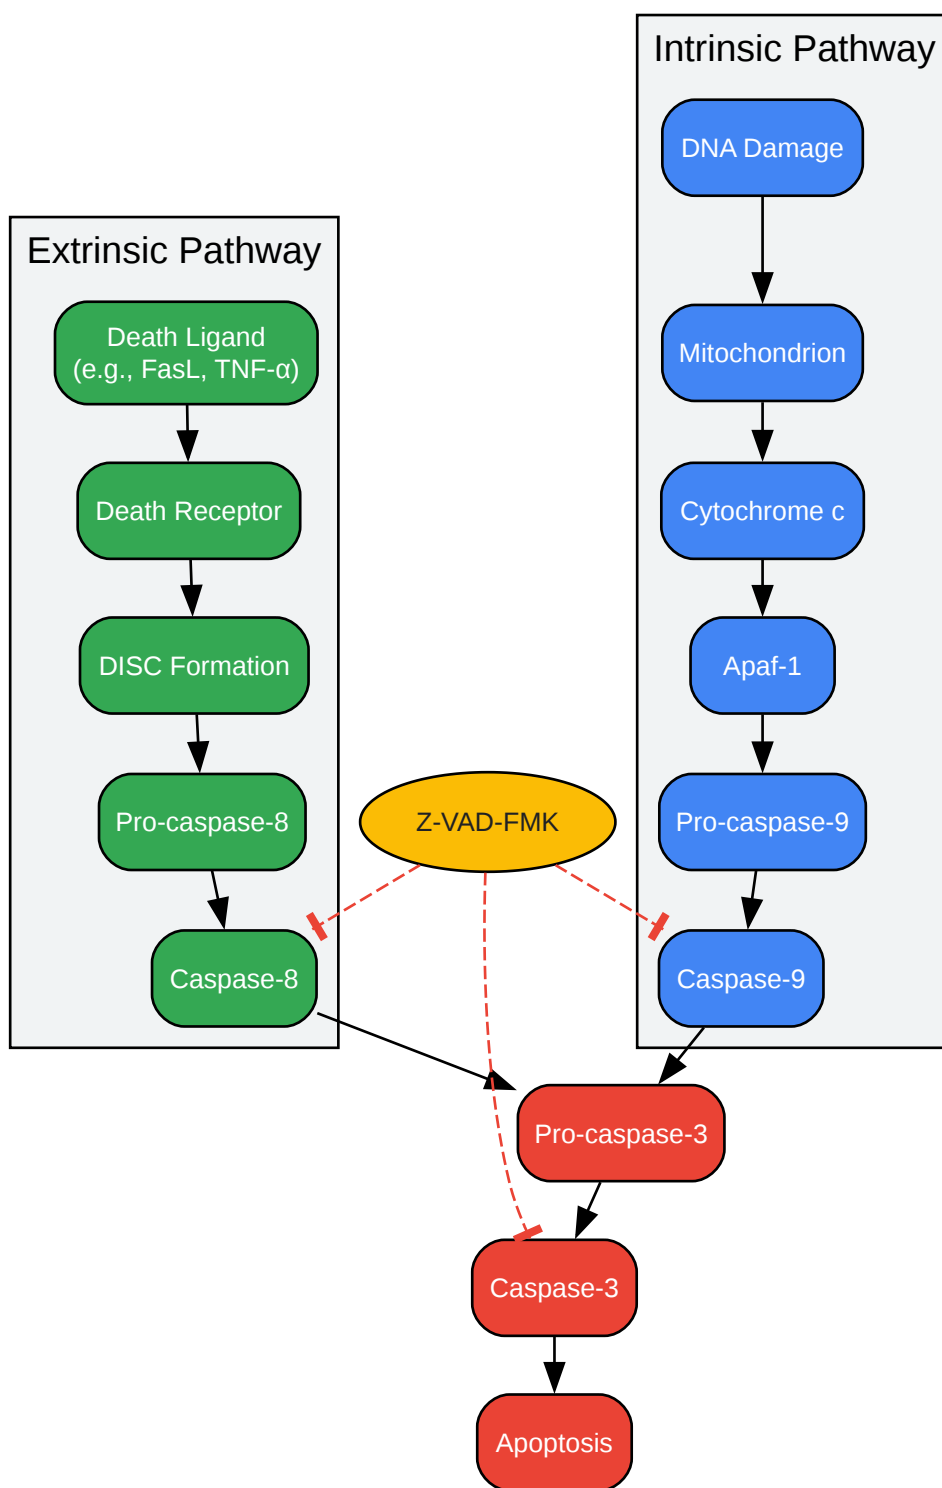 Extrinsic Pathway
Death Ligand
(e.g., FasL, TNF-α)
Death Receptor
DISC Formation
Pro-caspase-8
Caspase-8
Intrinsic Pathway
DNA Damage
Mitochondrion
Cytochrome c
Apaf-1
Pro-caspase-9
Caspase-9
Z-VAD-FMK
Pro-caspase-3
Caspase-3
Apoptosis